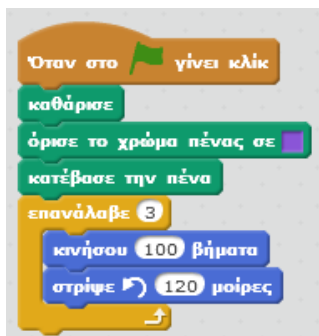 Όταν στο γίνει κλικ
καθάρισε
όρισε το χρώμα πένας σε
κατέβασε την πένα
επανάλαβε 3
κινήσου 100 βήματα
στρίψε 120 μοίρες